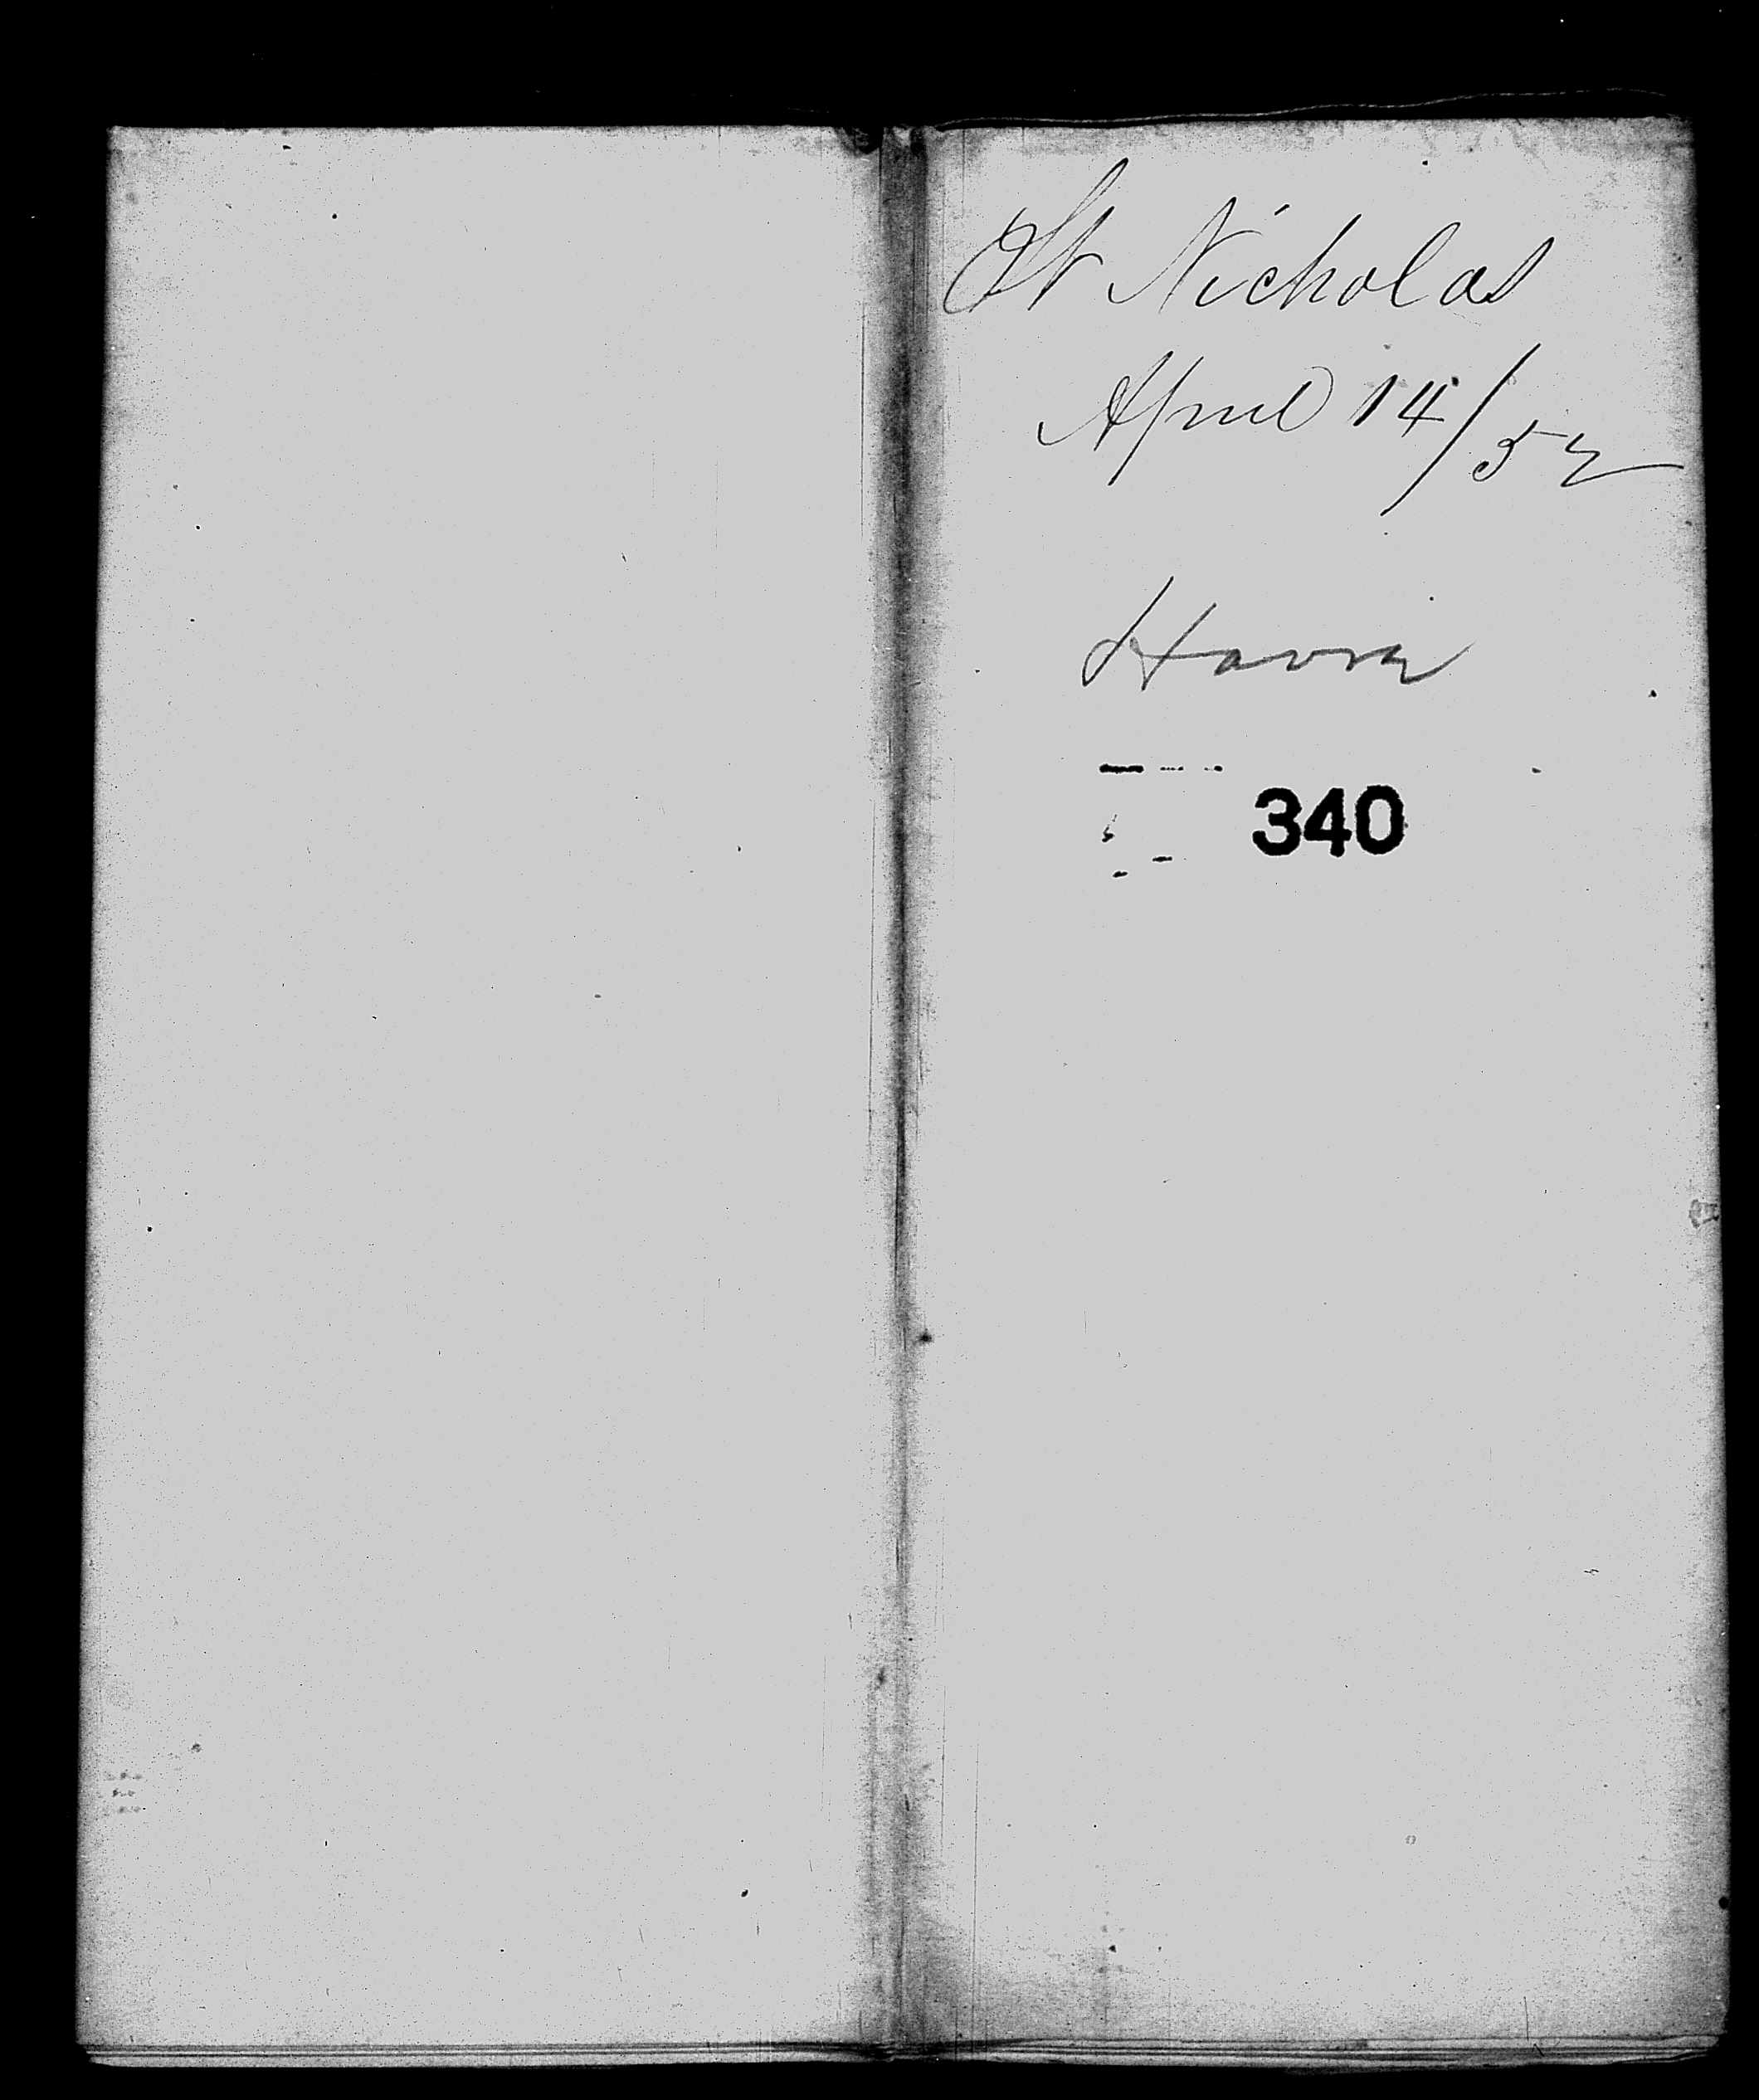 St Nicholas
April 14/52
Havre
340